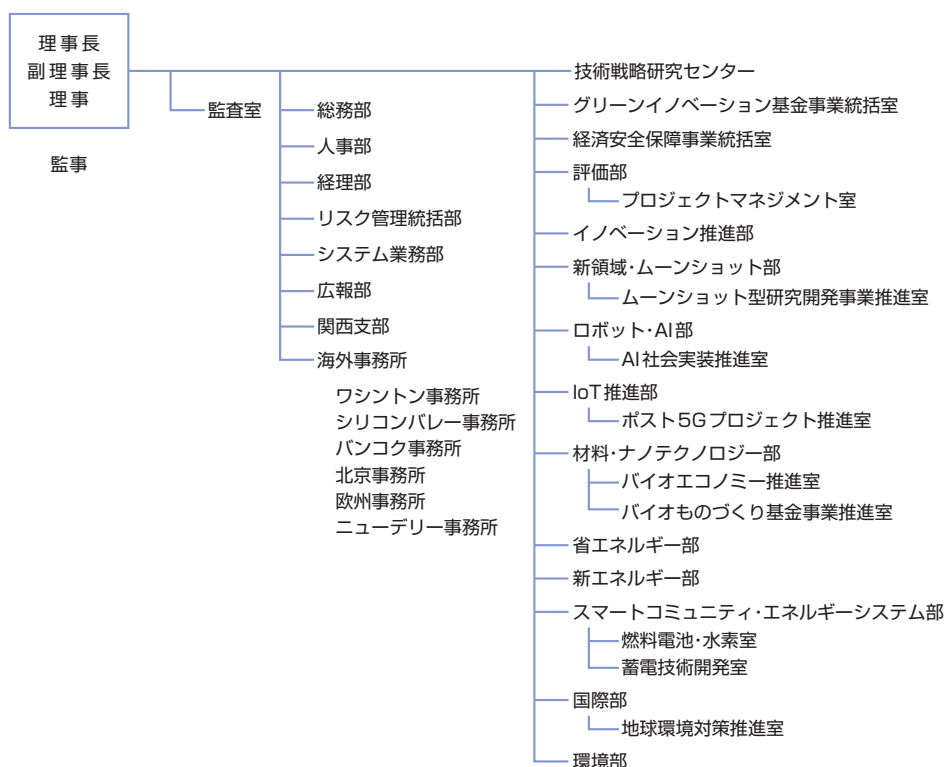 理事長
副理事長
理事
監事
監査室
総務部
人事部
経理部
リスク管理統括部
システム業務部
広報部
関西支部
海外事務所
ワシントン事務所
シリコンバレー事務所
バンコク事務所
北京事務所
欧州事務所
ニューデリー事務所
技術戦略研究センター
グリーンイノベーション基金事業統括室
経済安全保障事業統括室
評価部
プロジェクトマネジメント室
イノベーション推進部
新領域・ムーンショット部
ムーンショット型研究開発事業推進室
ロボット・AI部
AI社会実装推進室
IoT推進部
ポスト5Gプロジェクト推進室
材料・ナノテクノロジー部
バイオエコノミー推進室
バイオものづくり基金事業推進室
省エネルギー部
新エネルギー部
スマートコミュニティ・エネルギーシステム部
燃料電池・水素室
蓄電技術開発室
国際部
地球環境対策推進室
環境部